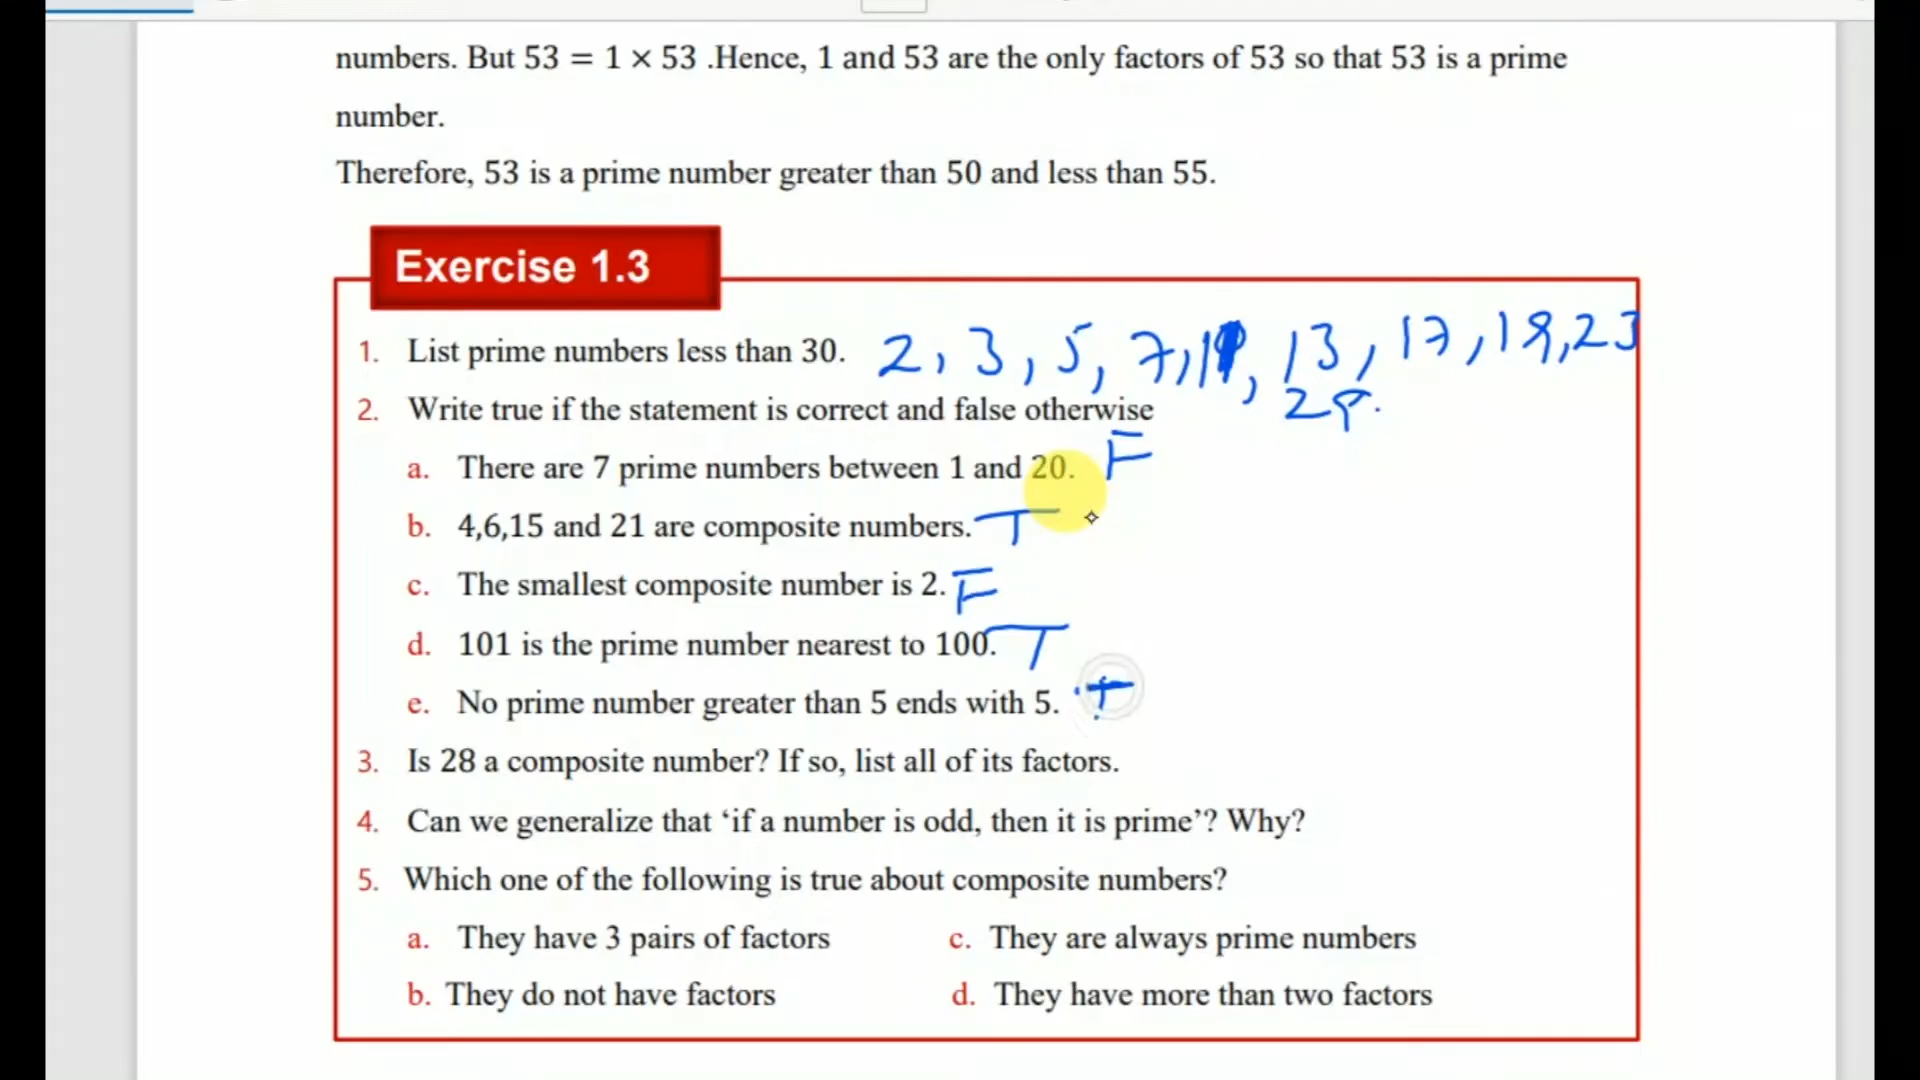 numbers. But 53 = 1 × 53 .Hence, 1 and 53 are the only factors of 53 so that 53 is a prime
number.
Therefore, 53 is a prime number greater than 50 and less than 55.
Exercise 1.3
1. List prime numbers less than 30. 2, 3, 5, 7, 11, 13, 17, 19, 23
29.
2. Write true if the statement is correct and false otherwise
a. There are 7 prime numbers between 1 and 20. F
b. 4,6,15 and 21 are composite numbers. T
c. The smallest composite number is 2. F
d. 101 is the prime number nearest to 100. T
e. No prime number greater than 5 ends with 5. T
3. Is 28 a composite number? If so, list all of its factors.
4. Can we generalize that ‘if a number is odd, then it is prime’? Why?
5. Which one of the following is true about composite numbers?
a. They have 3 pairs of factors c. They are always prime numbers
b. They do not have factors d. They have more than two factors